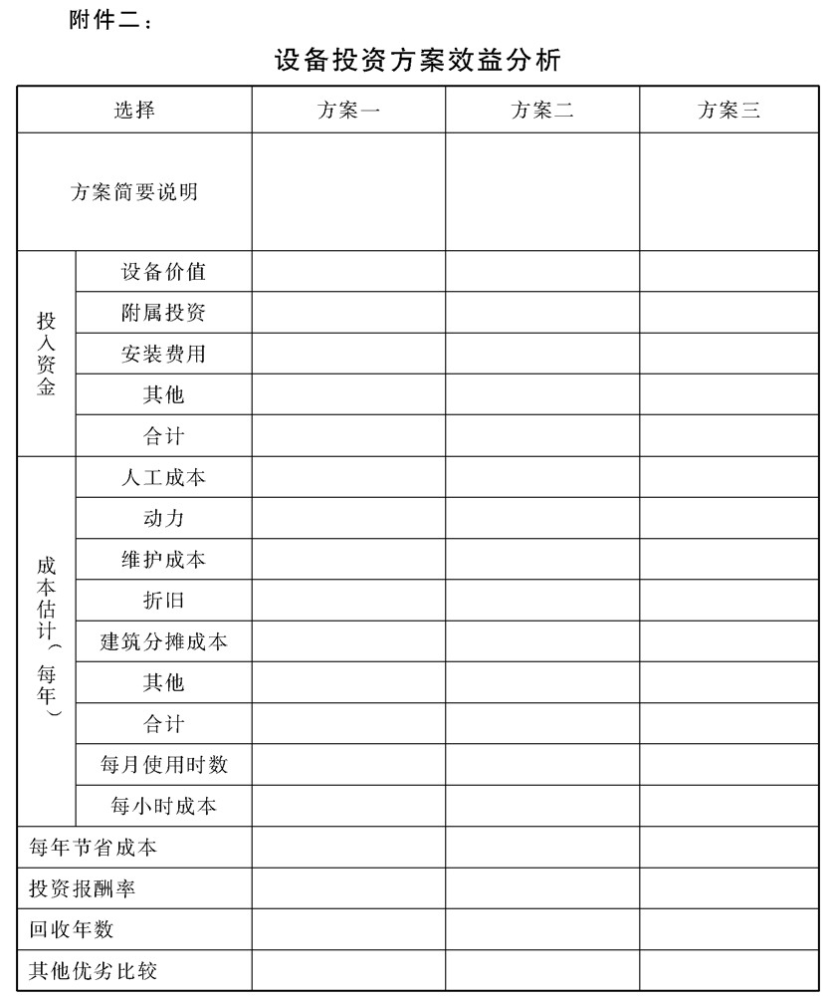 附件二：
设备投资方案效益分析
选择 方案一 方案二 方案三
方案简要说明
投入资金
设备价值
附属投资
安装费用
其他
合计
成本估计（每年）
人工成本
动力
维护成本
折旧
建筑分摊成本
其他
合计
每月使用时数
每小时成本
每年节省成本
投资报酬率
回收年数
其他优劣比较